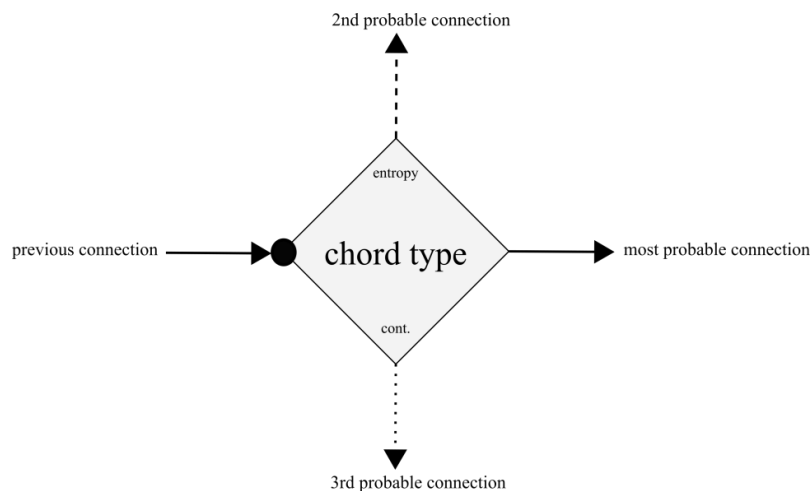 2nd probable connection
entropy
previous connection
chord type
most probable connection
cont.
3rd probable connection